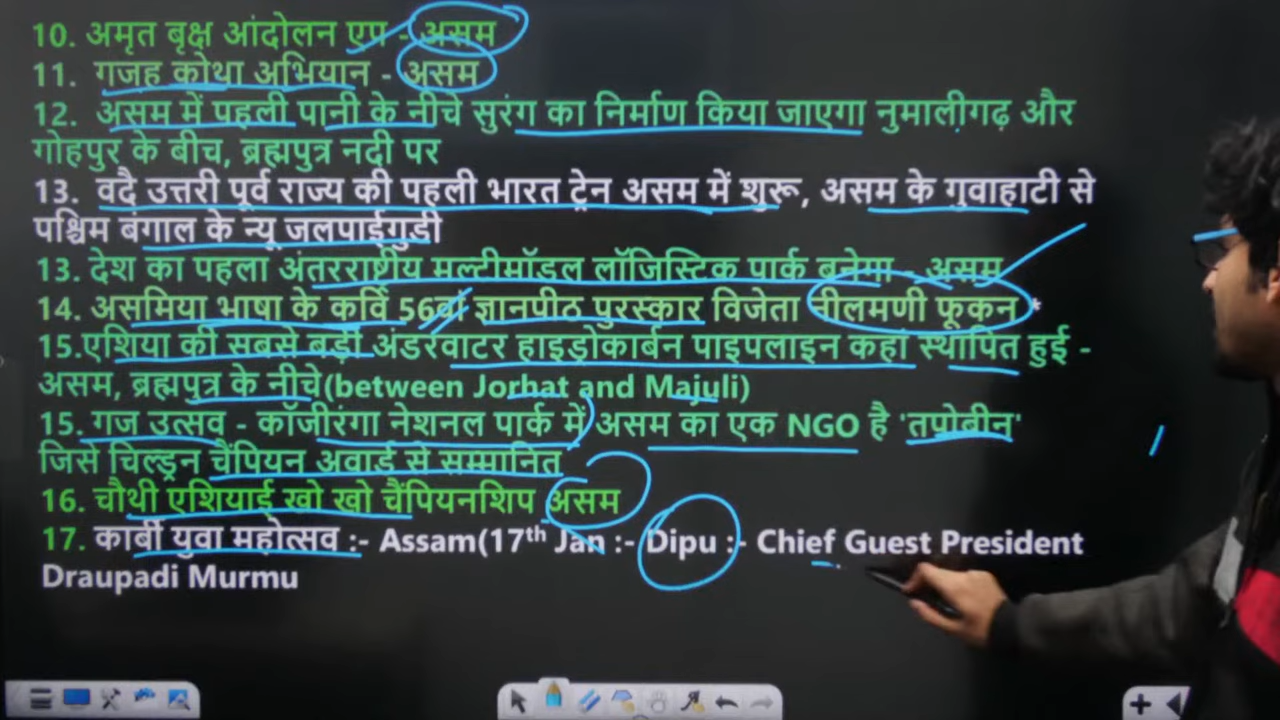 10. अमृत बृक्ष आंदोलन एप - असम
11. गजह कोथा अभियान - असम
12. असम में पहली पानी के नीचे सुरंग का निर्माण किया जाएगा नुमालीगढ़ और
गोहपुर के बीच, ब्रह्मपुत्र नदी पर
13. वदै उत्तरी पूर्व राज्य की पहली भारत ट्रेन असम में शुरू, असम के गुवाहाटी से
पश्चिम बंगाल के न्यू जलपाईगुडी
13. देश का पहला अंतरराष्ट्रीय मल्टीमॉडल लॉजिस्टिक पार्क बनेगा - असम
14. असमिया भाषा के कवि 56वां ज्ञानपीठ पुरस्कार विजेता नीलमणी फूकन *
15.एशिया की सबसे बड़ी अंडरवाटर हाइड्रोकार्बन पाइपलाइन कहां स्थापित हुई -
असम, ब्रह्मपुत्र के नीचे(between Jorhat and Majuli)
15. गज उत्सव - कॉजीरंगा नेशनल पार्क में असम का एक NGO है 'तपोबीन'
जिसे चिल्ड्रन चैंपियन अवार्ड से सम्मानित
16. चौथी एशियाई खो खो चैंपियनशिप असम
17. कार्बी युवा महोत्सव :- Assam(17th Jan :- Dipu :- Chief Guest President
Draupadi Murmu